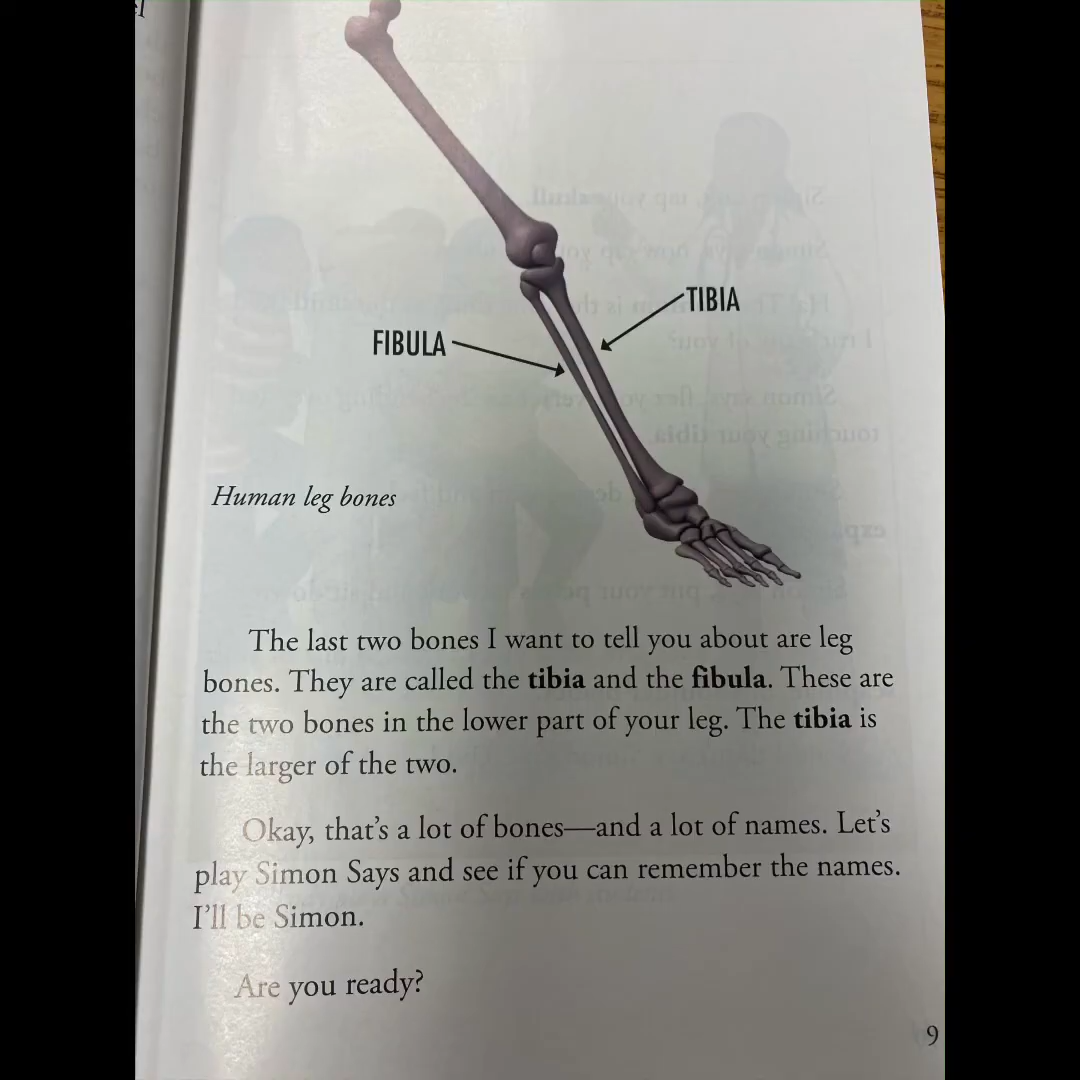 TIBIA
FIBULA
Human leg bones
The last two bones I want to tell you about are leg
bones. They are called the tibia and the fibula. These are
the two bones in the lower part of your leg. The tibia is
the larger of the two.
Okay, that's a lot of bones—and a lot of names. Let's
play Simon Says and see if you can remember the names.
I'll be Simon.
Are you ready?
9